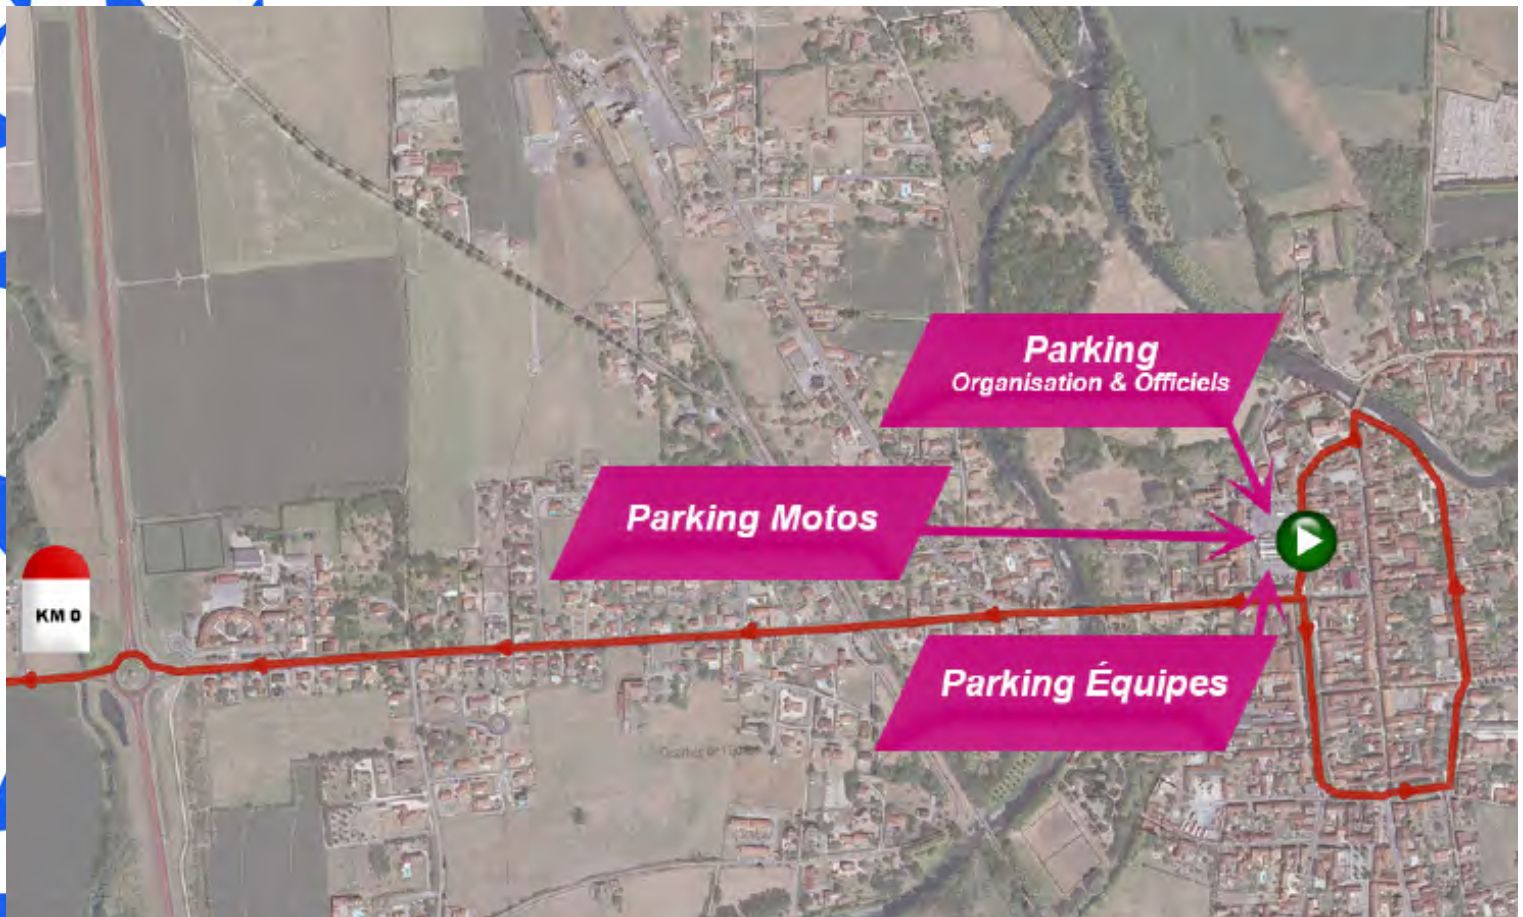 Parking
Organisation & Officiels
Parking Motos
KM 0
Parking Équipes